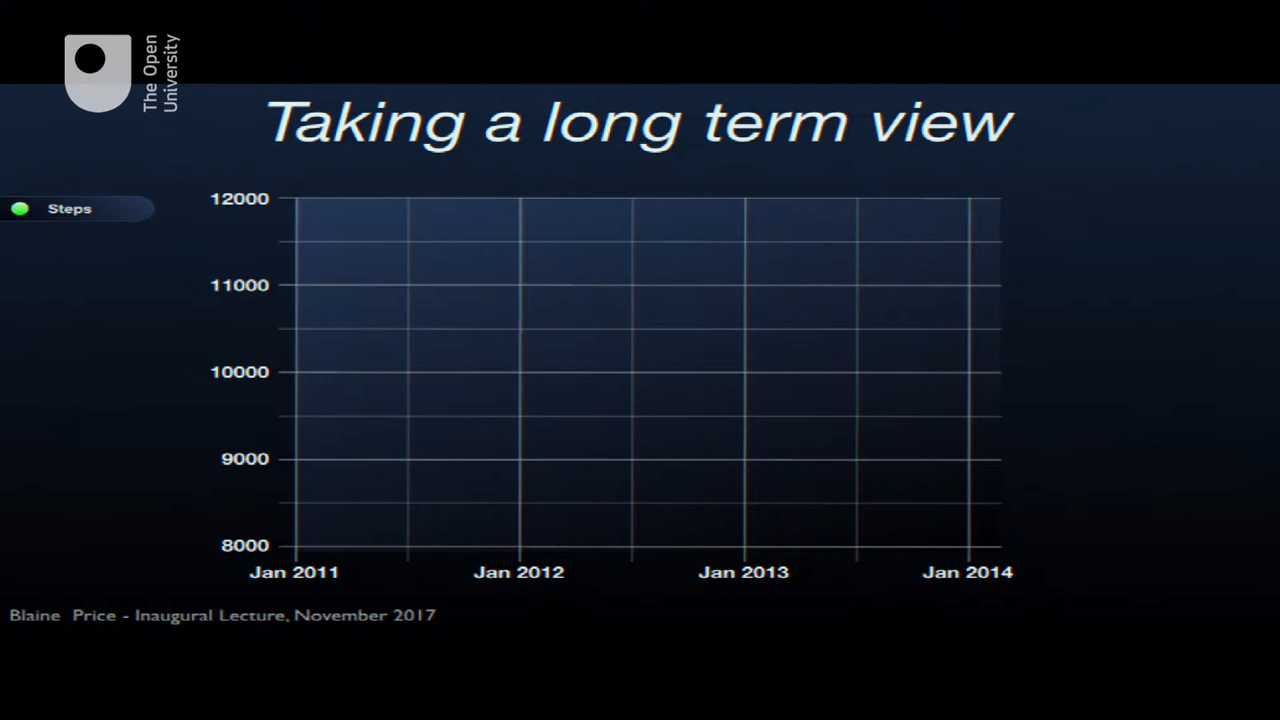 The Open
University
Taking a long term view
Steps
12000
11000
10000
9000
8000
Jan 2011
Jan 2012
Jan 2013
Jan 2014
Blaine Price - Inaugural Lecture, November 2017